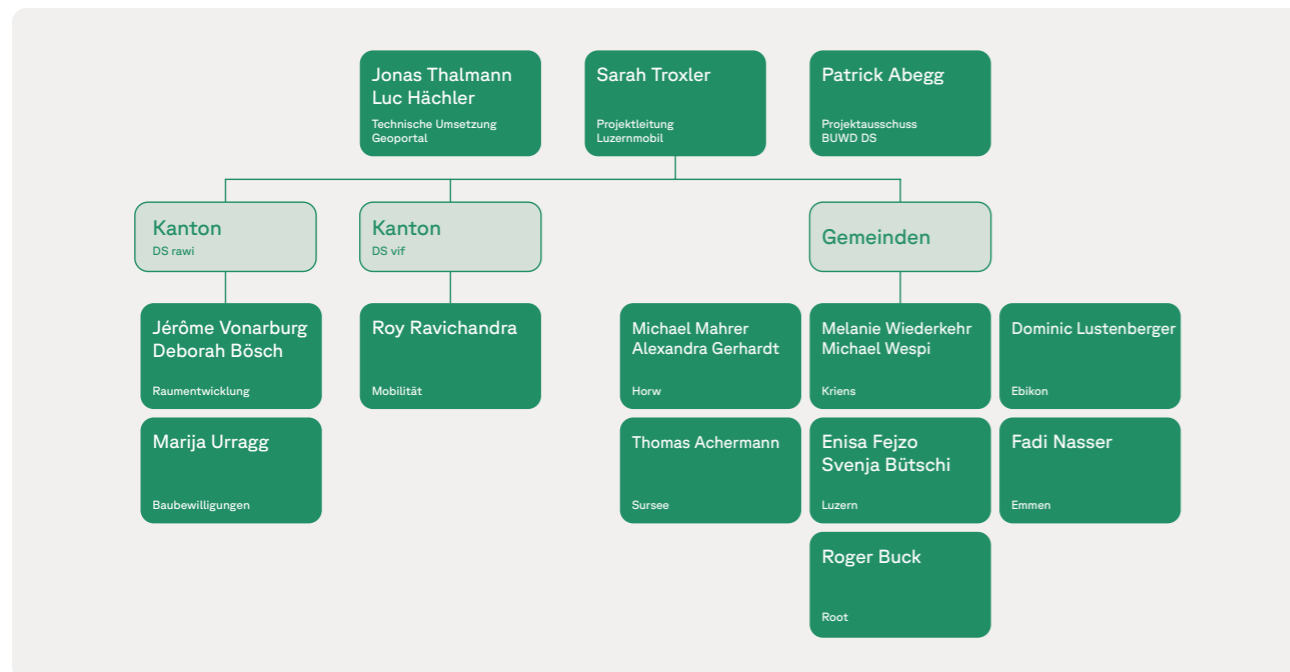 Jonas Thalmann
Luc Hächler
Technische Umsetzung
Geoportal
Sarah Troxler
Projektleitung
Luzernmobil
Patrick Abegg
Projektausschuss
BUWD DS
Kanton
DS rawi
Kanton
DS vif
Gemeinden
Jérôme Vonarburg
Deborah Bösch
Raumentwicklung
Roy Ravichandra
Mobilität
Michael Mahrer
Alexandra Gerhardt
Horw
Melanie Wiederkehr
Michael Wespi
Kriens
Dominic Lustenberger
Ebikon
Marija Urragg
Baubewilligungen
Thomas Achermann
Sursee
Enisa Fejzo
Svenja Bütschi
Luzern
Fadi Nasser
Emmen
Roger Buck
Root